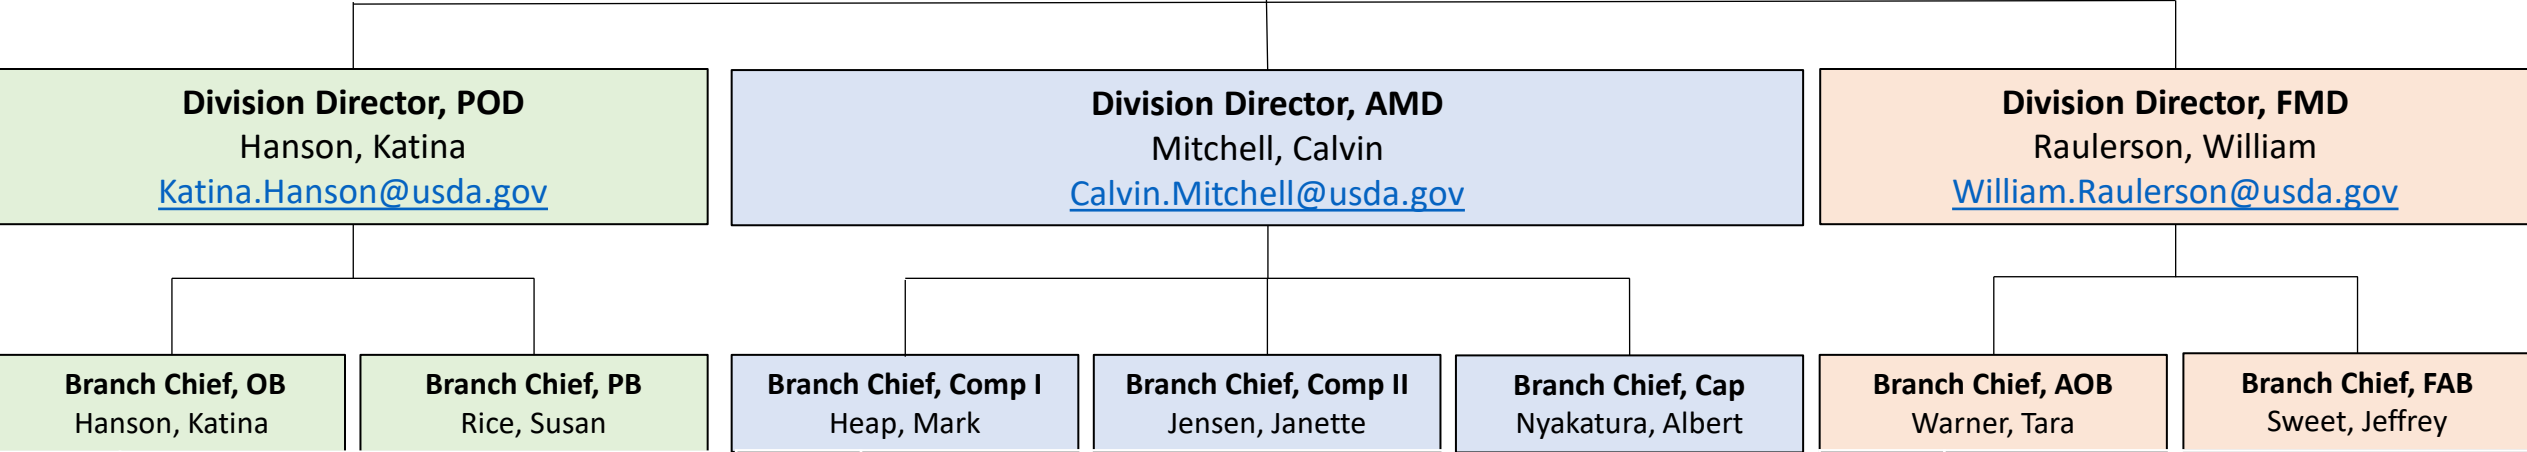 Division Director, POD
Hanson, Katina
Katina.Hanson@usda.gov
Division Director, AMD
Mitchell, Calvin
Calvin.Mitchell@usda.gov
Division Director, FMD
Raulerson, William
William.Raulerson@usda.gov
Branch Chief, OB
Hanson, Katina
Branch Chief, PB
Rice, Susan
Branch Chief, Comp I
Heap, Mark
Branch Chief, Comp II
Jensen, Janette
Branch Chief, Cap
Nyakatura, Albert
Branch Chief, AOB
Warner, Tara
Branch Chief, FAB
Sweet, Jeffrey